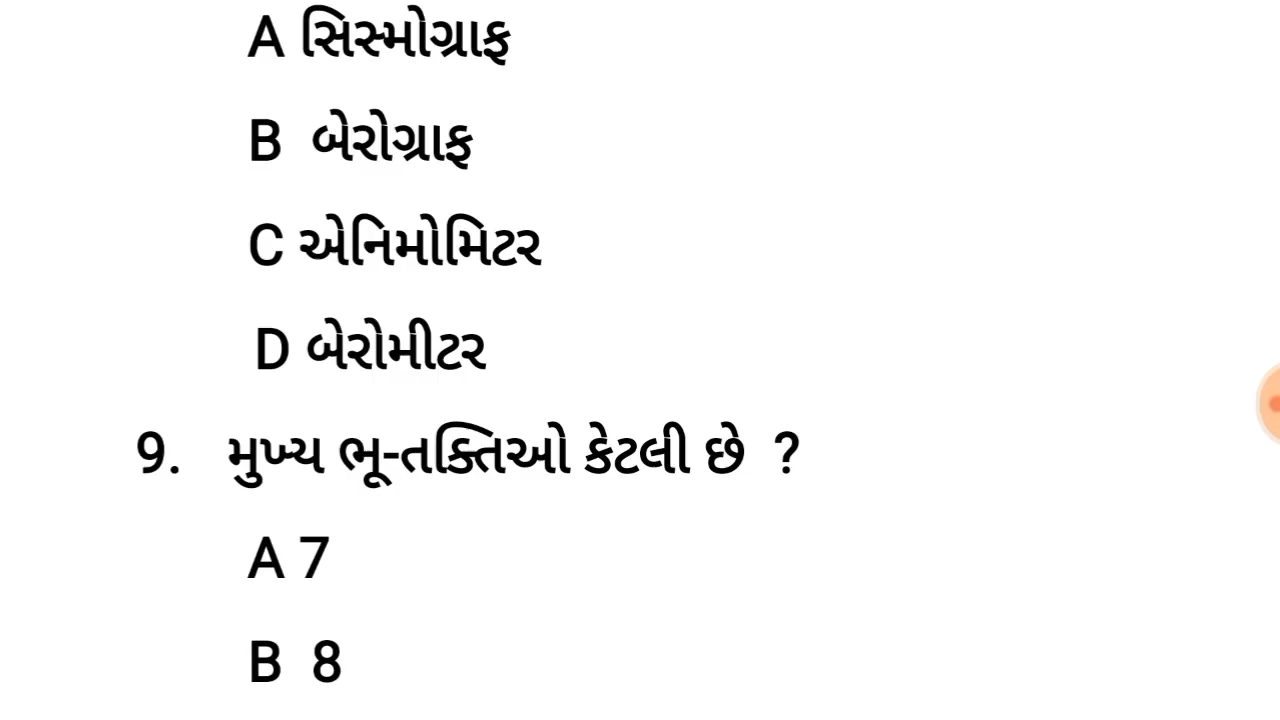 A સિસ્મોગ્રાફ
B બેરોગ્રાફ
C એનિમોમિટર
D બેરોમીટર
9. મુખ્ય ભૂ-તક્તિઓ કેટલી છે ?
A 7
B 8